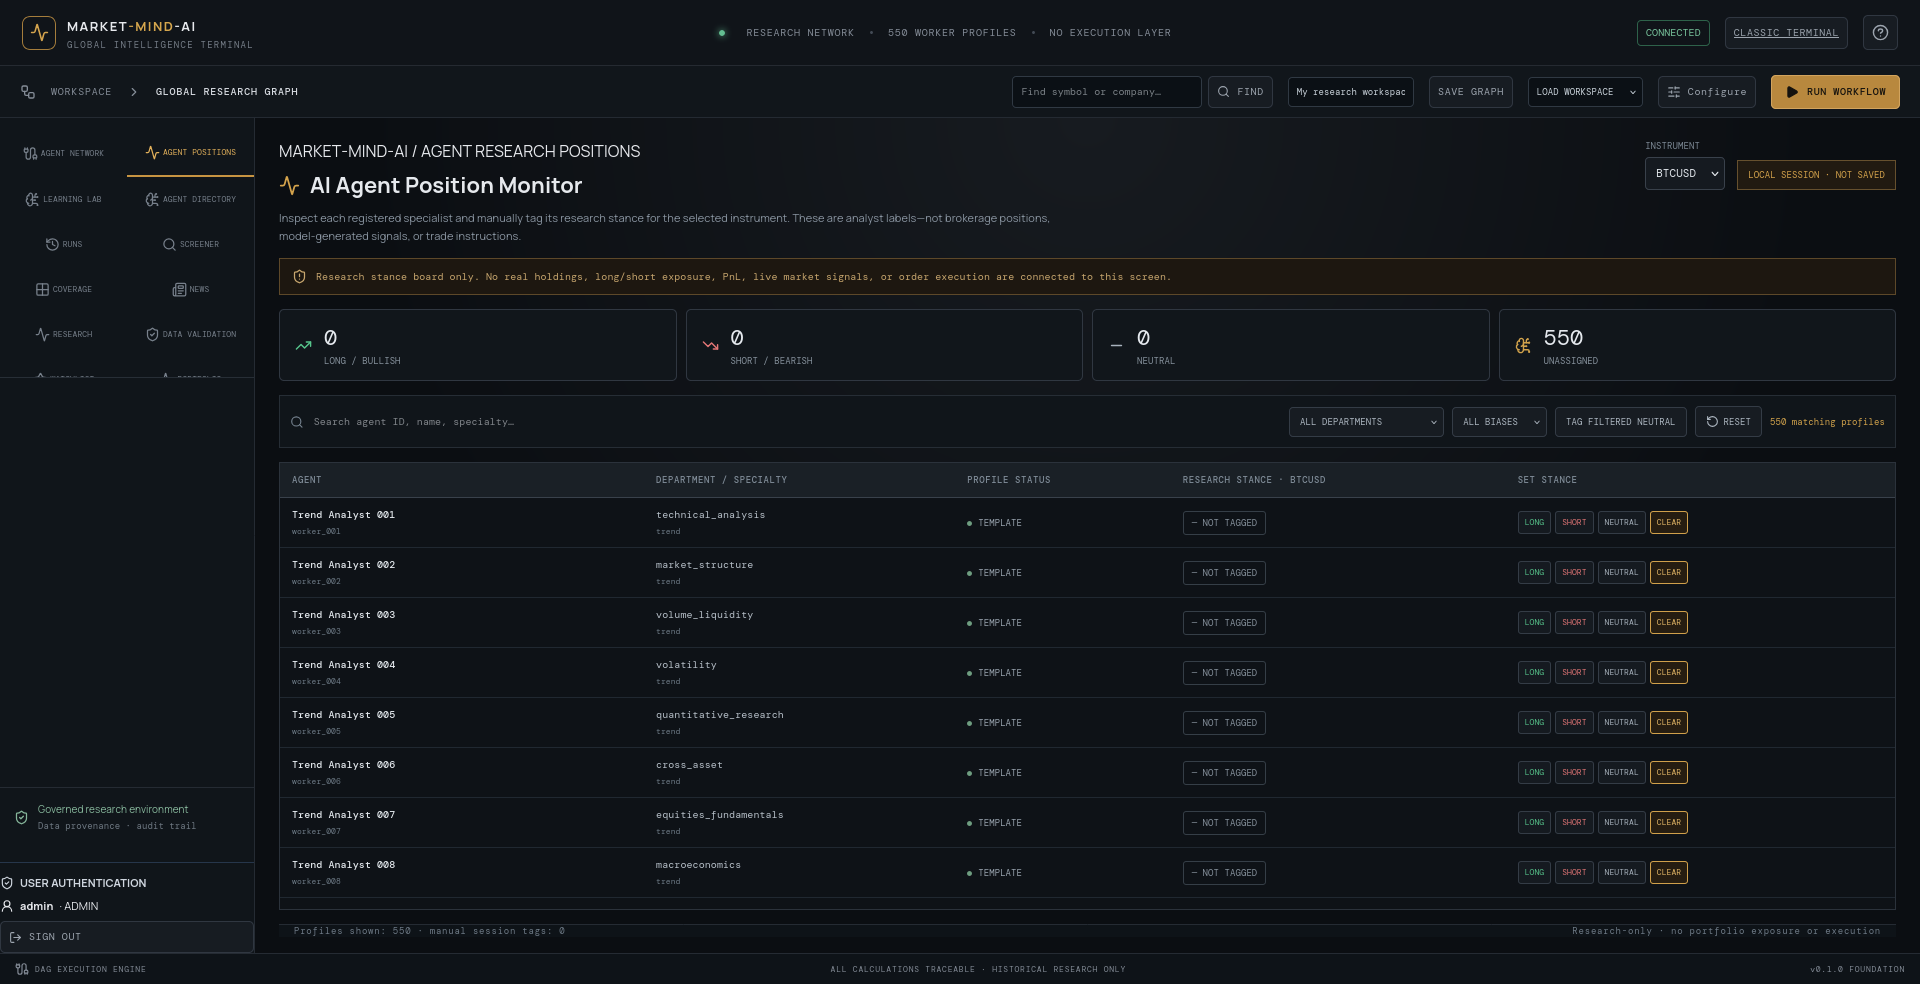 MARKET-MIND-AI
GLOBAL INTELLIGENCE TERMINAL
RESEARCH NETWORK • 550 WORKER PROFILES • NO EXECUTION LAYER
CONNECTED
CLASSIC TERMINAL
WORKSPACE > GLOBAL RESEARCH GRAPH
Find symbol or company…
FIND
My research workspac
SAVE GRAPH
LOAD WORKSPACE
Configure
RUN WORKFLOW
AGENT NETWORK
AGENT POSITIONS
LEARNING LAB
AGENT DIRECTORY
RUNS
SCREENER
COVERAGE
NEWS
RESEARCH
DATA VALIDATION
MARKET-MIND-AI / AGENT RESEARCH POSITIONS
AI Agent Position Monitor
Inspect each registered specialist and manually tag its research stance for the selected instrument. These are analyst labels—not brokerage positions,
model-generated signals, or trade instructions.
INSTRUMENT
BTCUSD
LOCAL SESSION · NOT SAVED
Research stance board only. No real holdings, long/short exposure, PnL, live market signals, or order execution are connected to this screen.
0
LONG / BULLISH
0
SHORT / BEARISH
0
NEUTRAL
550
UNASSIGNED
Search agent ID, name, specialty…
ALL DEPARTMENTS
ALL BIASES
TAG FILTERED NEUTRAL
RESET
550 matching profiles
AGENT DEPARTMENT / SPECIALTY PROFILE STATUS RESEARCH STANCE · BTCUSD SET STANCE
Trend Analyst 001 technical_analysis
worker_001 trend
TEMPLATE — NOT TAGGED LONG SHORT NEUTRAL CLEAR
Trend Analyst 002 market_structure
worker_002 trend
TEMPLATE — NOT TAGGED LONG SHORT NEUTRAL CLEAR
Trend Analyst 003 volume_liquidity
worker_003 trend
TEMPLATE — NOT TAGGED LONG SHORT NEUTRAL CLEAR
Trend Analyst 004 volatility
worker_004 trend
TEMPLATE — NOT TAGGED LONG SHORT NEUTRAL CLEAR
Trend Analyst 005 quantitative_research
worker_005 trend
TEMPLATE — NOT TAGGED LONG SHORT NEUTRAL CLEAR
Trend Analyst 006 cross_asset
worker_006 trend
TEMPLATE — NOT TAGGED LONG SHORT NEUTRAL CLEAR
Trend Analyst 007 equities_fundamentals
worker_007 trend
TEMPLATE — NOT TAGGED LONG SHORT NEUTRAL CLEAR
Trend Analyst 008 macroeconomics
worker_008 trend
TEMPLATE — NOT TAGGED LONG SHORT NEUTRAL CLEAR
Profiles shown: 550 · manual session tags: 0
Research-only · no portfolio exposure or execution
Governed research environment
Data provenance · audit trail
USER AUTHENTICATION
admin · ADMIN
SIGN OUT
DAG EXECUTION ENGINE
ALL CALCULATIONS TRACEABLE · HISTORICAL RESEARCH ONLY
v0.1.0 FOUNDATION